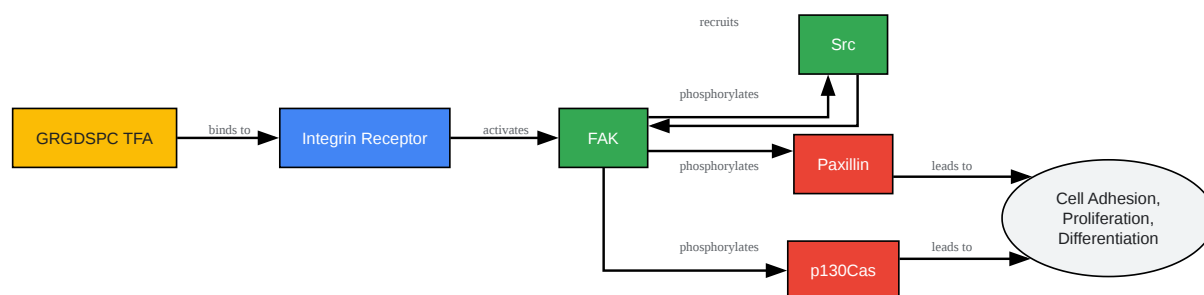 recruits
Src
phosphorylates
GRGDSPC TFA
binds to
Integrin Receptor
activates
FAK
phosphorylates
Paxillin
leads to
Cell Adhesion,
Proliferation,
Differentiation
phosphorylates
p130Cas
leads to